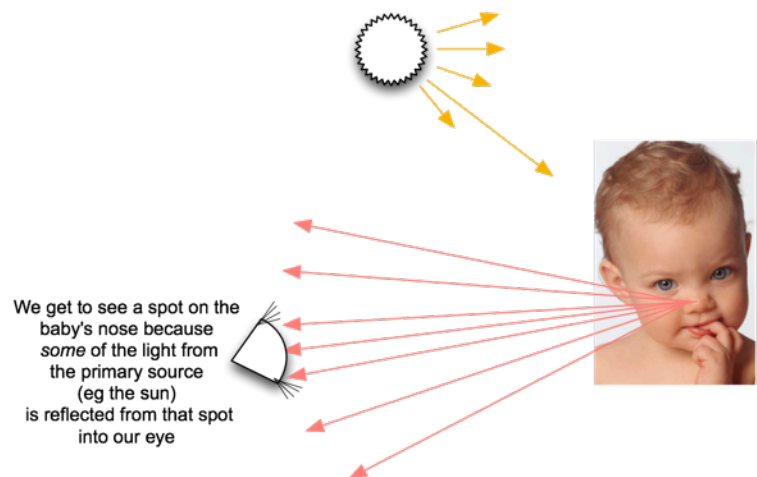 We get to see a spot on the
baby's nose because
some of the light from
the primary source
(eg the sun)
is reflected from that spot
into our eye